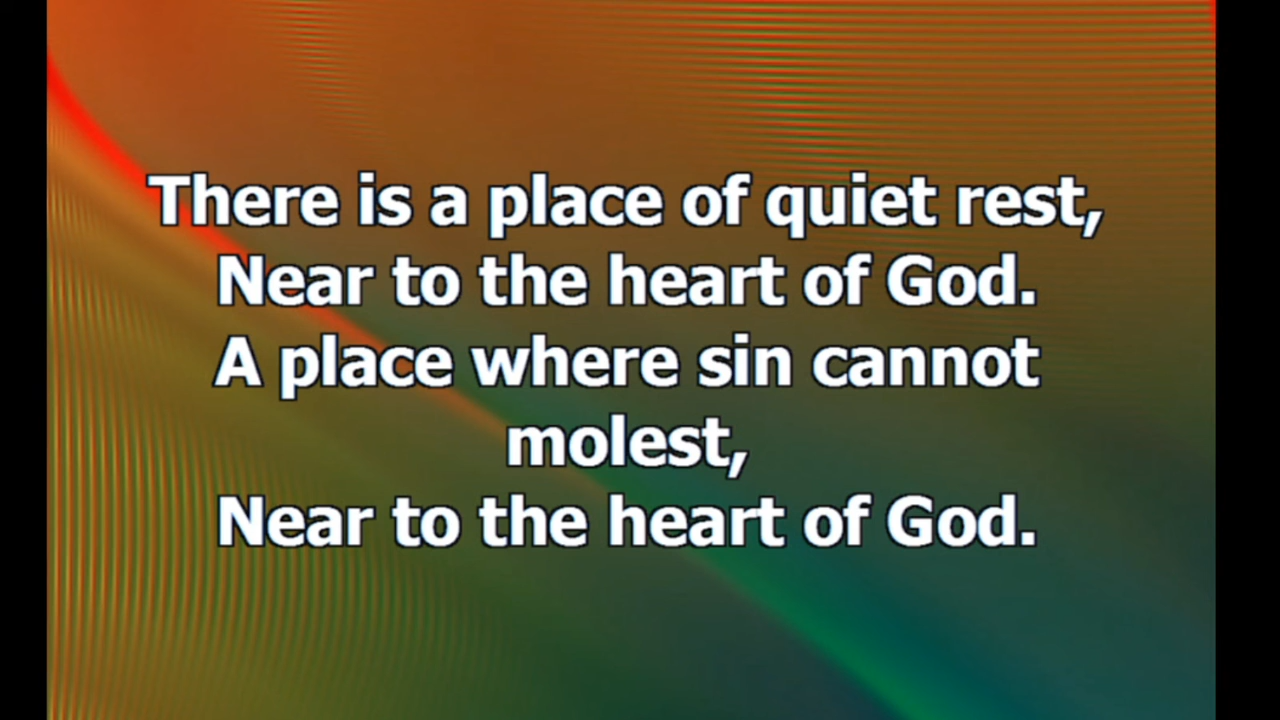 There is a place of quiet rest,
Near to the heart of God.
A place where sin cannot
molest,
Near to the heart of God.